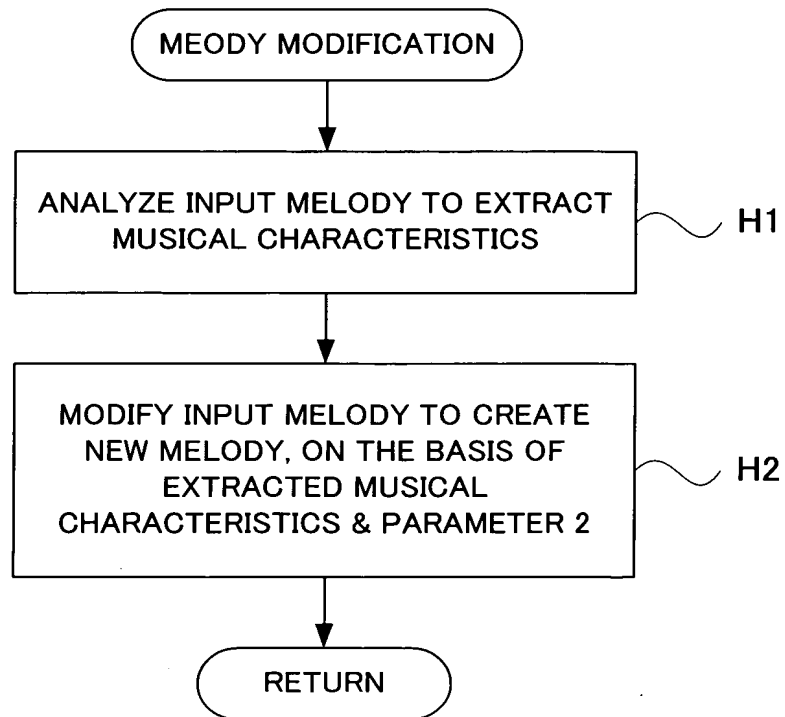 MEODY MODIFICATION
ANALYZE INPUT MELODY TO EXTRACT
MUSICAL CHARACTERISTICS
H1
MODIFY INPUT MELODY TO CREATE
NEW MELODY, ON THE BASIS OF
EXTRACTED MUSICAL
CHARACTERISTICS & PARAMETER 2
H2
RETURN